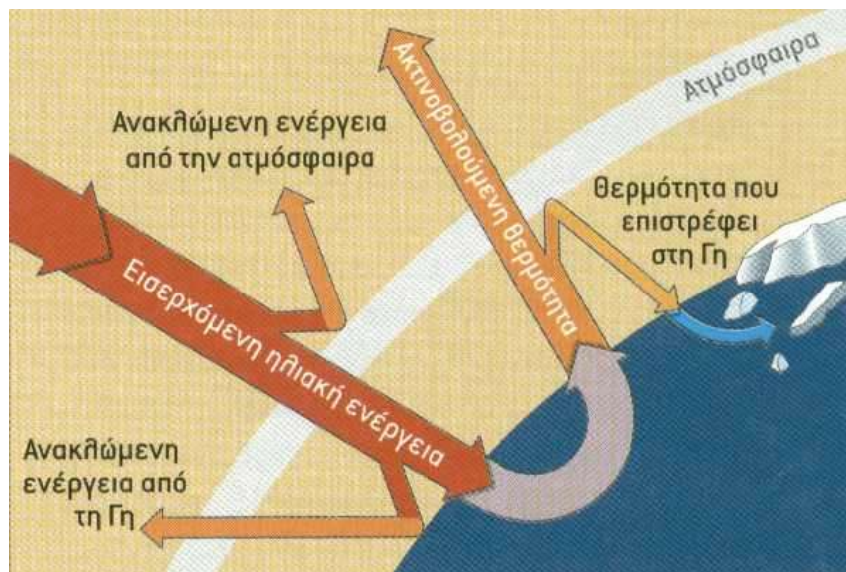 Ατμόσφαιρα
Ακτινοβολούμενη θερμότητα
Ανακλώμενη ενέργεια
από την ατμόσφαιρα
θερμότητα που
επιστρέφει
στη Γη
Εισερχόμενη ηλιακή ενέργεια
Ανακλώμενη
ενέργεια από
τη Γη